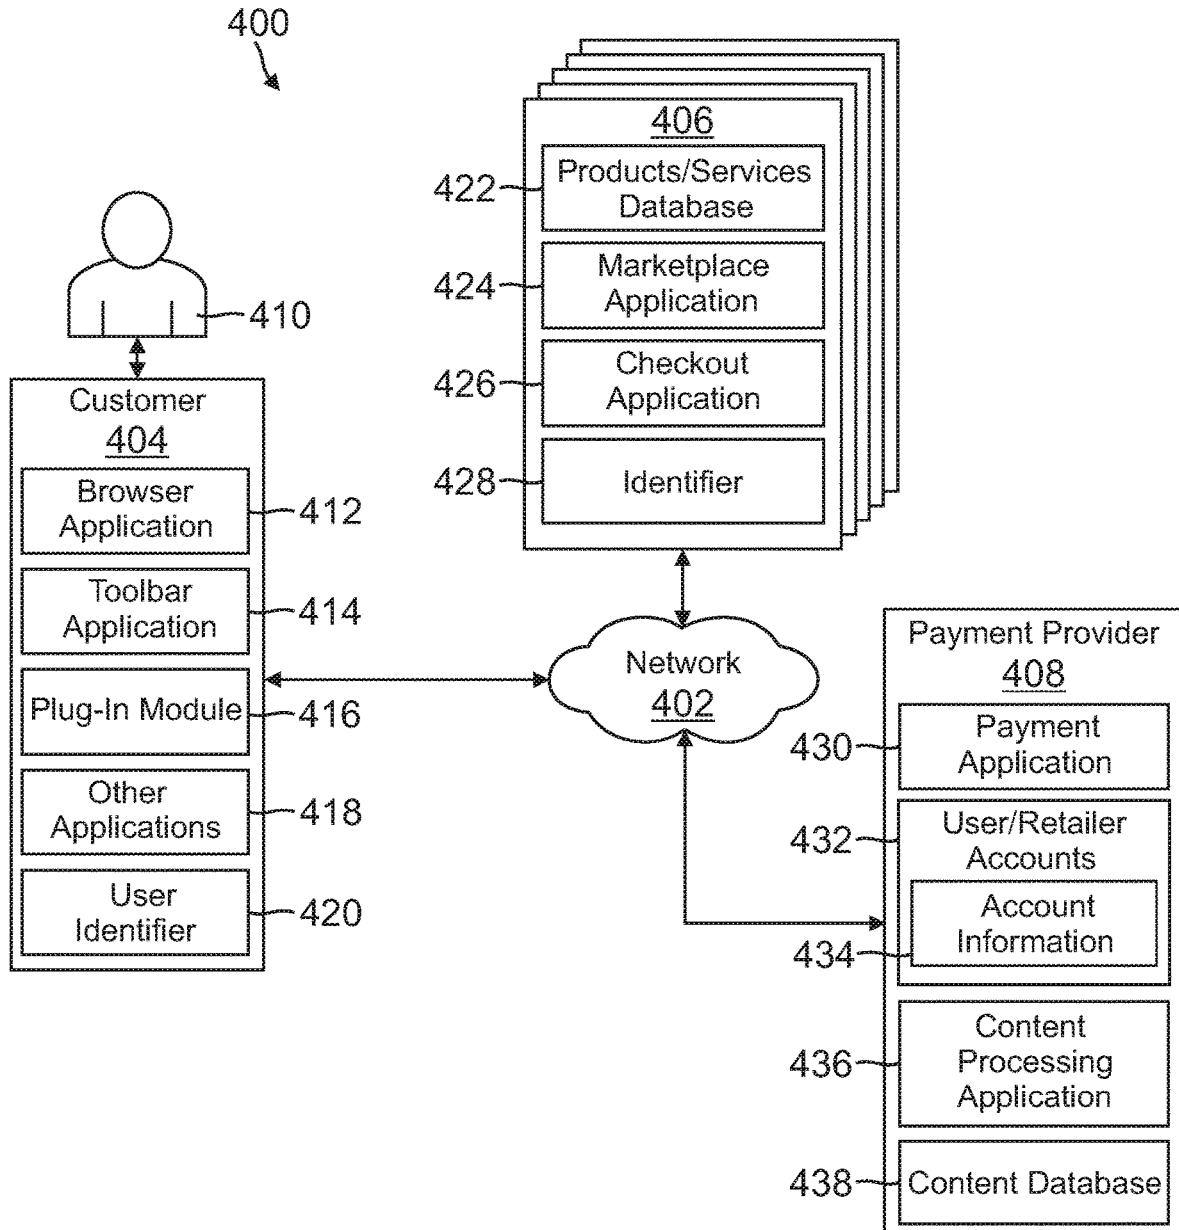 400
406
422
Products/Services
Database
424
Marketplace
Application
426
Checkout
Application
428
Identifier
410
Customer
404
Browser
Application
412
Toolbar
Application
414
Plug-In Module
416
Other
Applications
418
User
Identifier
420
Network
402
Payment Provider
408
430
Payment
Application
432
User/Retailer
Accounts
Account
Information
434
Content
Processing
Application
436
438
Content Database